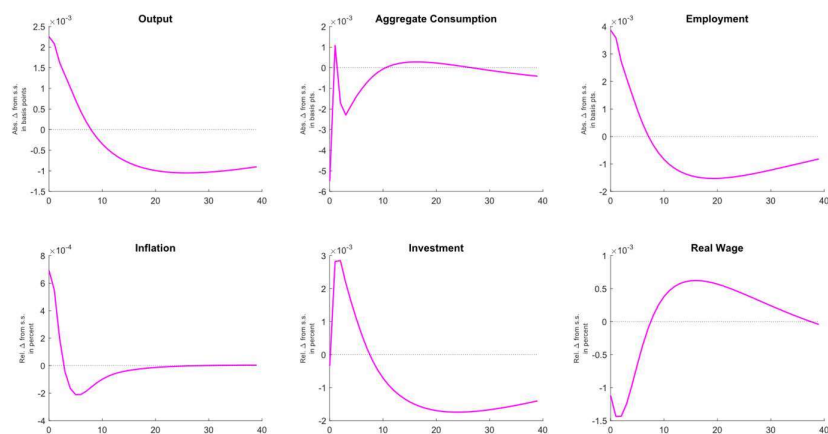 Output
×10⁻³
2.5
2
1.5
1
0.5
0
-0.5
-1
-1.5
Abs. Δ from s.s.
in basis points
0 10 20 30 40
Aggregate Consumption
×10⁻³
2
1
0
-1
-2
-3
-4
-5
-6
Abs. Δ from s.s.
in basis pts.
0 10 20 30 40
Employment
×10⁻³
4
3
2
1
0
-1
-2
Abs. Δ from s.s.
in basis pts.
0 10 20 30 40
Inflation
×10⁻⁴
8
6
4
2
0
-2
-4
Rel. Δ from s.s.
in percent
0 10 20 30 40
Investment
×10⁻³
3
2
1
0
-1
-2
Rel. Δ from s.s.
in percent
0 10 20 30 40
Real Wage
×10⁻³
1
0.5
0
-0.5
-1
-1.5
Rel. Δ from s.s.
in percent
0 10 20 30 40